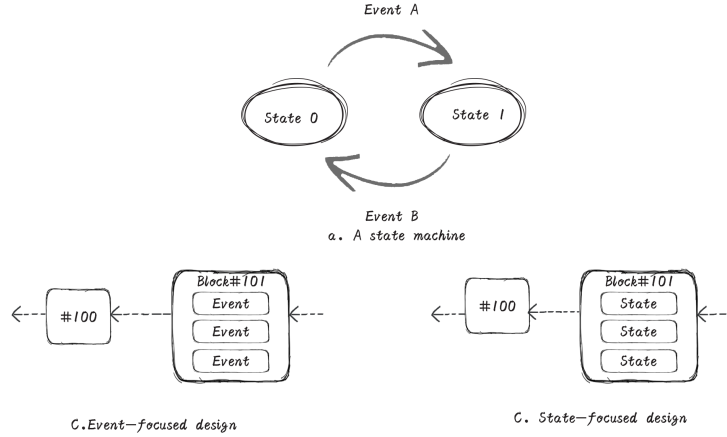 Event A
State 0
State 1
Event B
a. A state machine
Block#101
Event
Event
Event
#100
C.Event-focused design
Block#101
State
State
State
#100
C. State-focused design